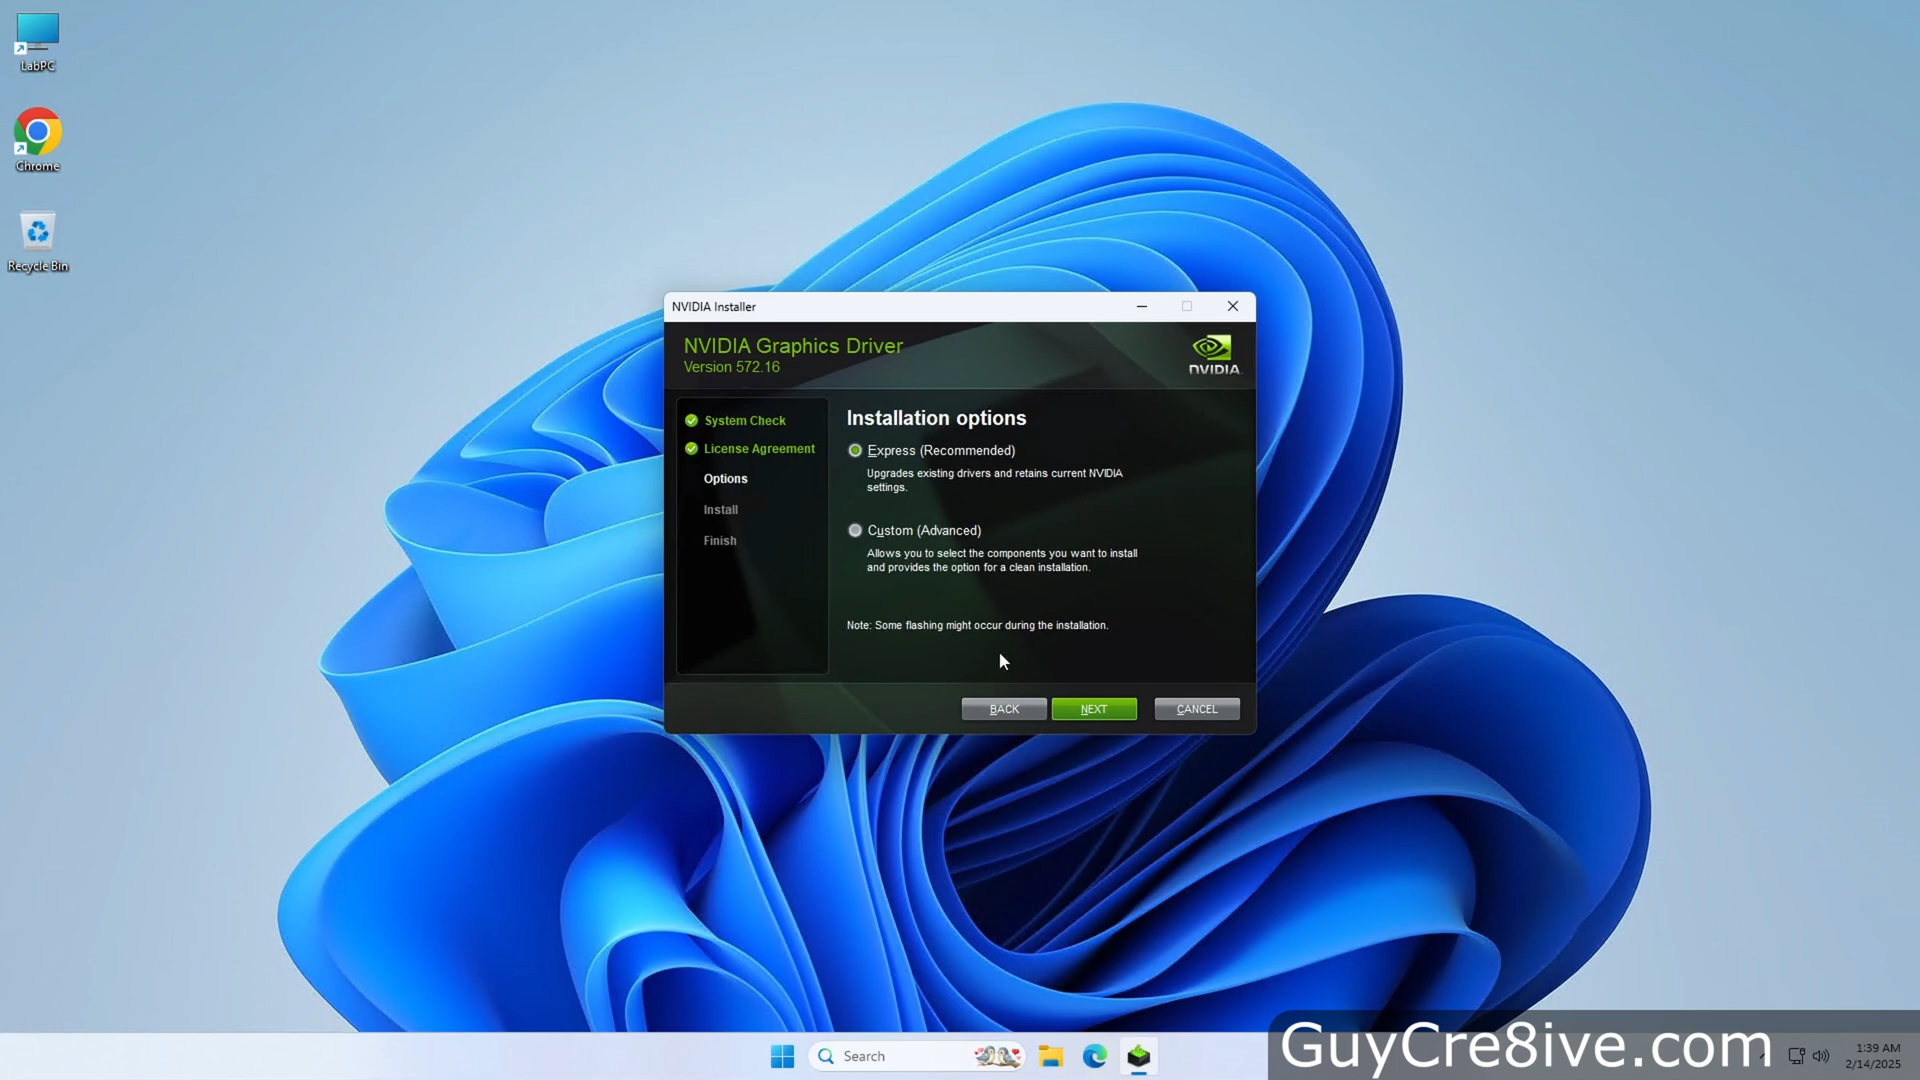 LabPC
Chrome
Recycle Bin
NVIDIA Installer
NVIDIA Graphics Driver
Version 572.16
NVIDIA
System Check
License Agreement
Options
Install
Finish
Installation options
Express (Recommended)
Upgrades existing drivers and retains current NVIDIA
settings.
Custom (Advanced)
Allows you to select the components you want to install
and provides the option for a clean installation.
Note: Some flashing might occur during the installation.
BACK
NEXT
CANCEL
Search
GuyCre8ive.com
1:39 AM
2/14/2025